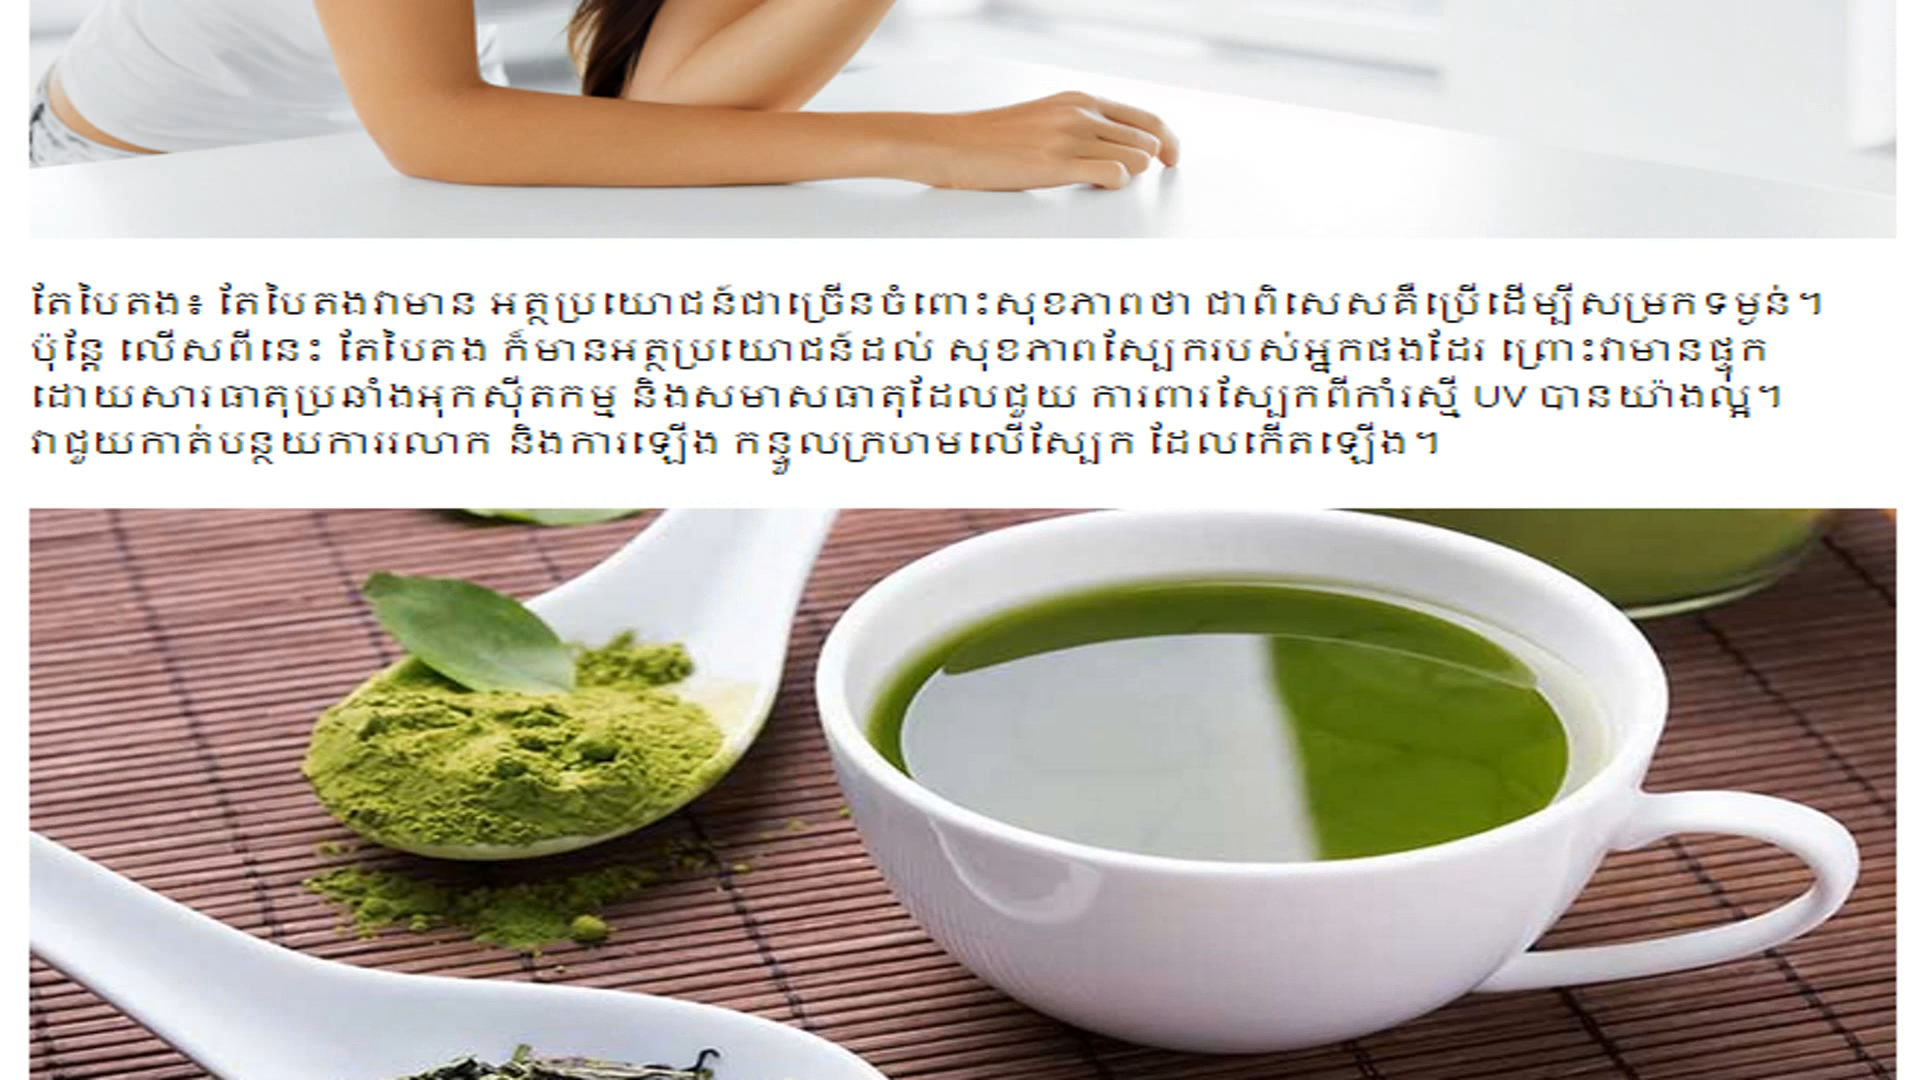 តែបៃតង៖ តែបៃតងវាមាន អត្ថប្រយោជន៍ជាច្រើនចំពោះសុខភាពថា ជាពិសេសគឺប្រើដើម្បីសម្រកទម្ងន់។
ប៉ុន្តែ លើសពីនេះ តែបៃតង ក៏មានអត្ថប្រយោជន៍ដល់ សុខភាពស្បែករបស់អ្នកផងដែរ ព្រោះវាមានផ្ទុក
ដោយសារធាតុប្រឆាំងអុកស៊ីតកម្ម និងសមាសធាតុដែលជួយ ការពារស្បែកពីកាំរស្មី UV បានយ៉ាងល្អ។
វាជួយកាត់បន្ថយការរលាក និងការឡើង កន្ទួលក្រហមលើស្បែក ដែលកើតឡើង។